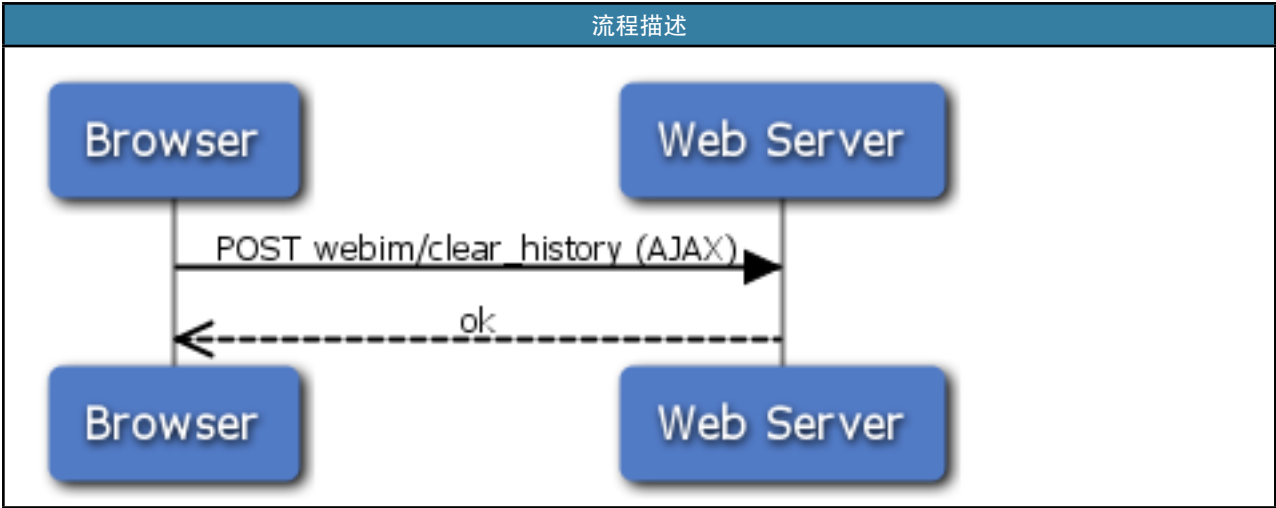 流程描述
Browser
Web Server
POST webim/clear_history (AJAX)
ok
Browser
Web Server